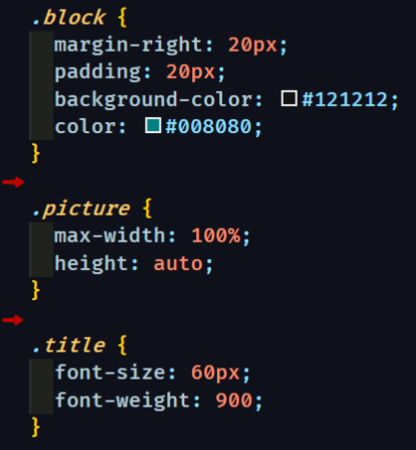 .block {
margin-right: 20px;
padding: 20px;
background-color: #121212;
color: #008080;
}
.picture {
max-width: 100%;
height: auto;
}
.title {
font-size: 60px;
font-weight: 900;
}